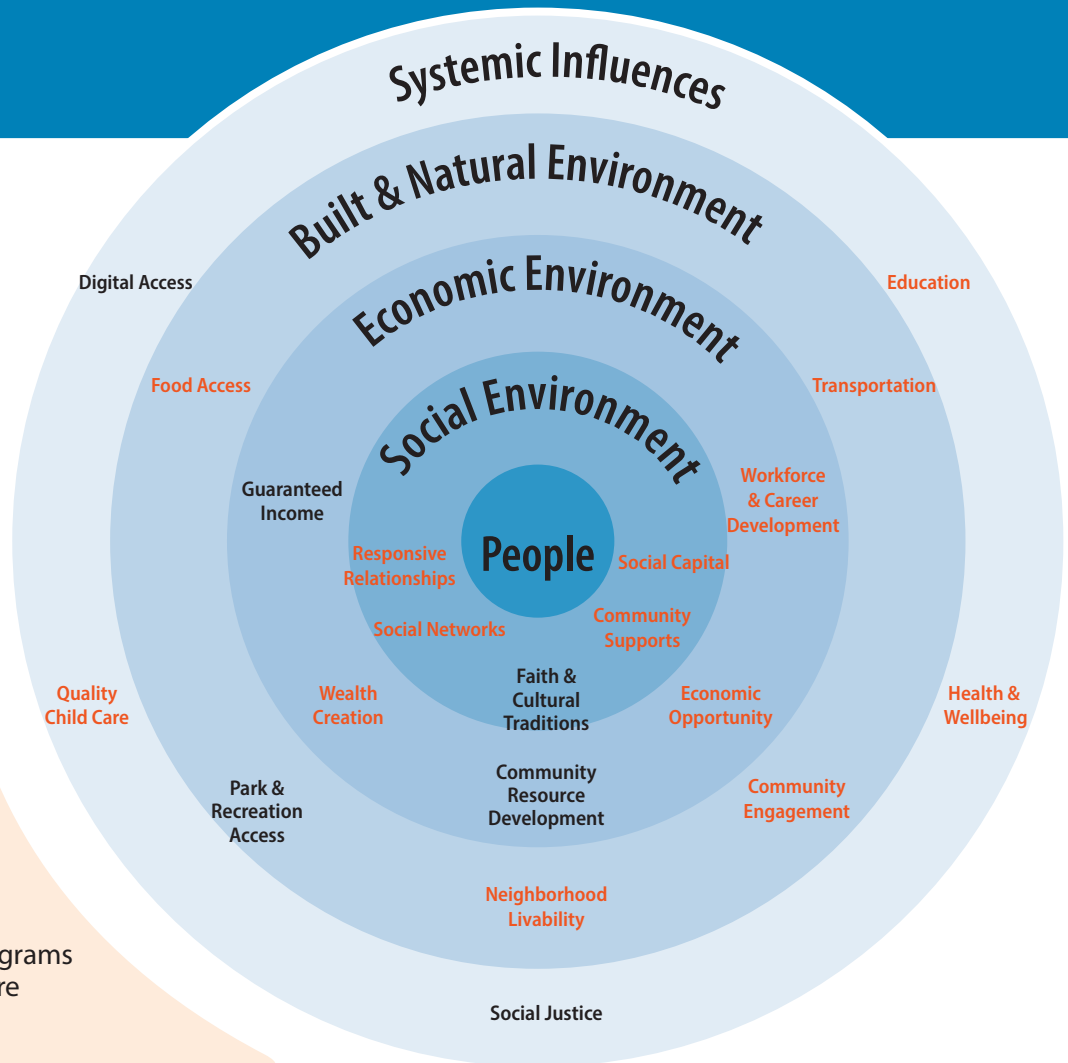 Systemic Influences
Built & Natural Environment
Economic Environment
Social Environment
People
Digital Access
Education
Food Access
Transportation
Guaranteed
Income
Workforce
& Career
Development
Responsive
Relationships
Social Capital
Social Networks
Community
Supports
Faith &
Cultural
Traditions
Quality
Child Care
Wealth
Creation
Economic
Opportunity
Health &
Wellbeing
Park &
Recreation
Access
Community
Resource
Development
Community
Engagement
Neighborhood
Livability
grams
re
Social Justice